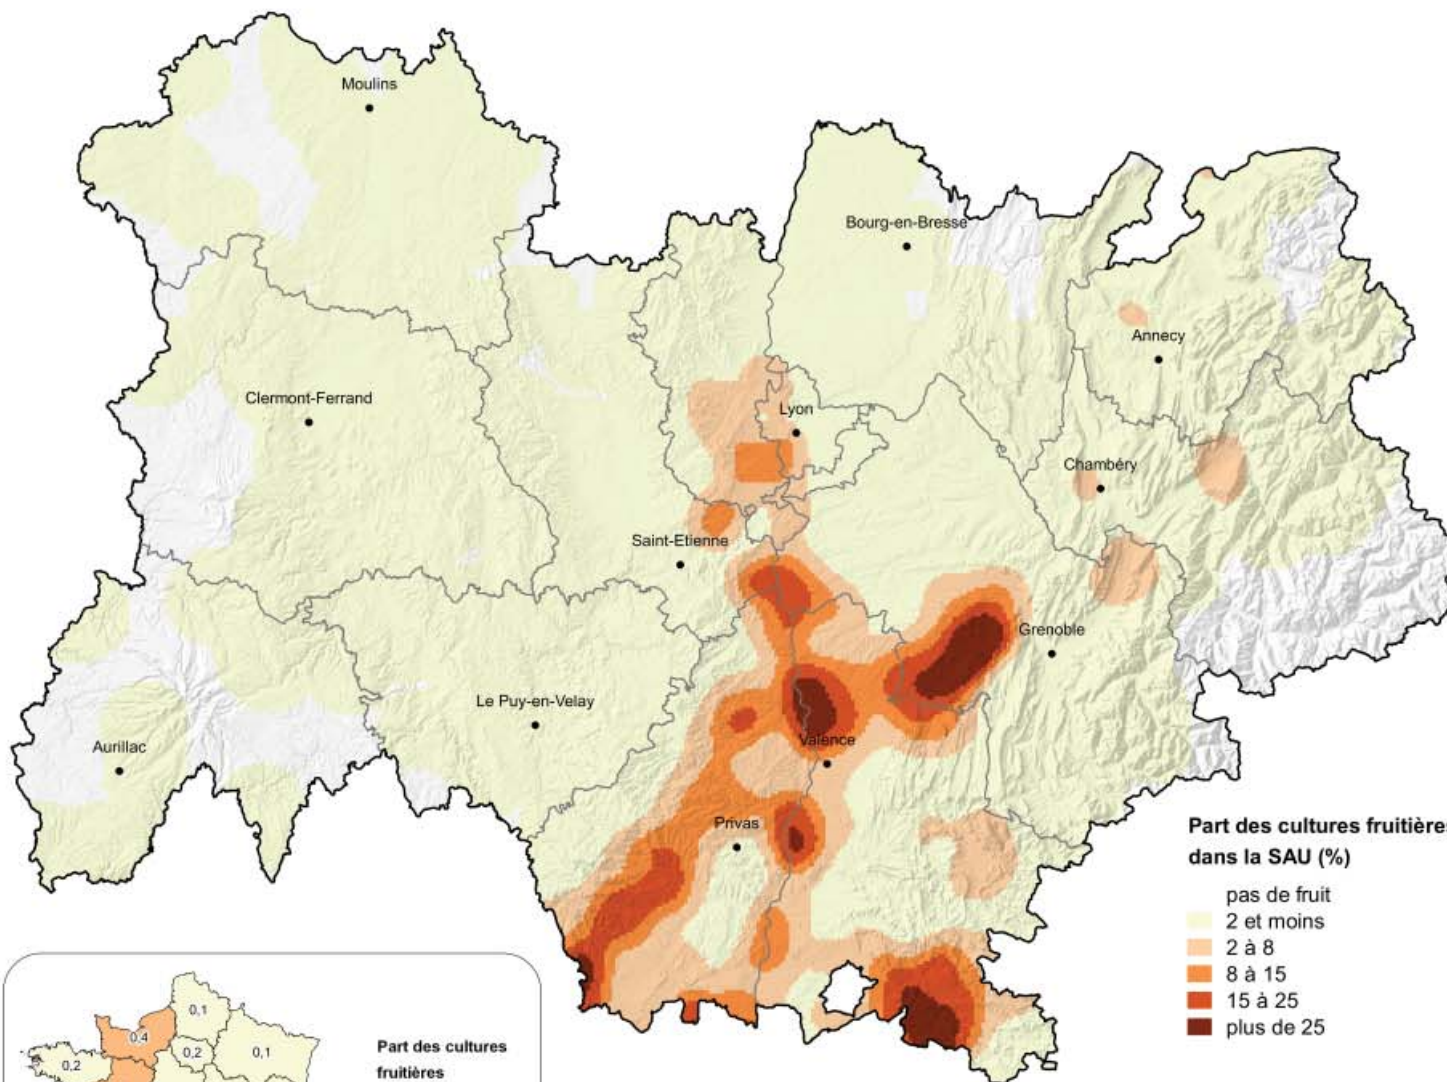 Moulins
Bourg-en-Bresse
Annecy
Clermont-Ferrand
Lyon
Chambéry
Saint-Etienne
Grenoble
Le Puy-en-Velay
Aurillac
Valence
Privas
Part des cultures fruitières
dans la SAU (%)
pas de fruit
2 et moins
2 à 8
8 à 15
15 à 25
plus de 25
0,1
0,4
0,2
0,1
0,2
Part des cultures
fruitières